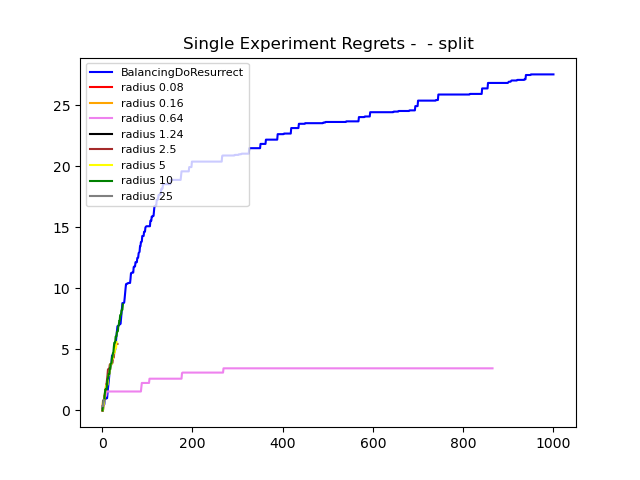 Single Experiment Regrets -  - split
BalancingDoResurrect
radius 0.08
radius 0.16
radius 0.64
radius 1.24
radius 2.5
radius 5
radius 10
radius 25
25
20
15
10
5
0
0 200 400 600 800 1000